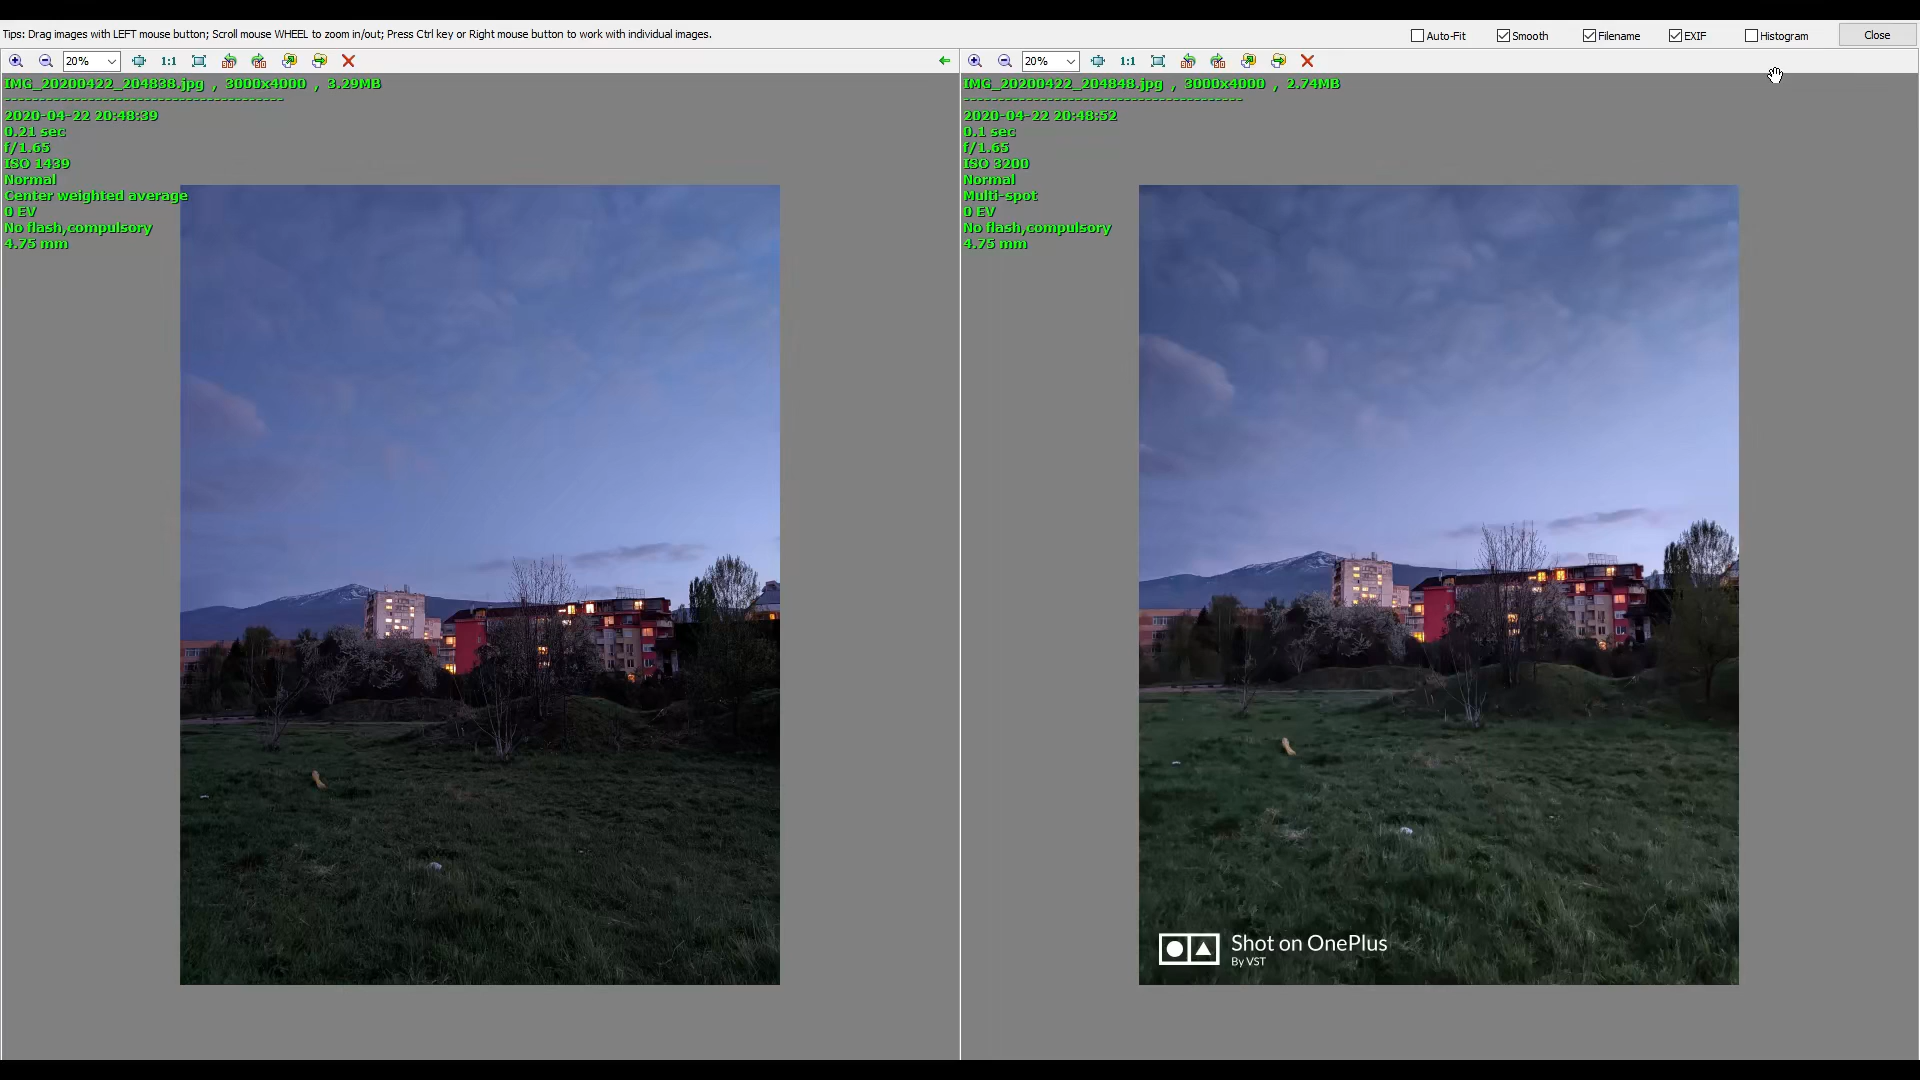 Tips: Drag images with LEFT mouse button; Scroll mouse WHEEL to zoom in/out; Press Ctrl key or Right mouse button to work with individual images.
Auto-Fit
Smooth
Filename
EXIF
Histogram
Close
20%
1:1
20%
1:1
IMG_20200422_204838.jpg , 3000x4000 , 3.29MB
----------------------------------------
2020-04-22 20:48:39
0.21 sec
f/1.65
ISO 1439
Normal
Center weighted average
0 EV
No flash,compulsory
4.75 mm
IMG_20200422_204848.jpg , 3000x4000 , 2.74MB
----------------------------------------
2020-04-22 20:48:52
0.1 sec
f/1.65
ISO 3200
Normal
Multi-spot
0 EV
No flash,compulsory
4.75 mm
Shot on OnePlus
By VST